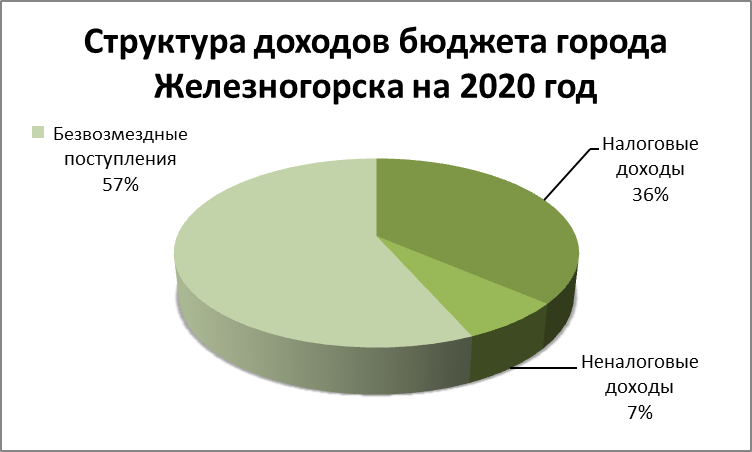 Структура доходов бюджета города
Железногорска на 2020 год
Безвозмездные
поступления
57%
Налоговые
доходы
36%
Неналоговые
доходы
7%